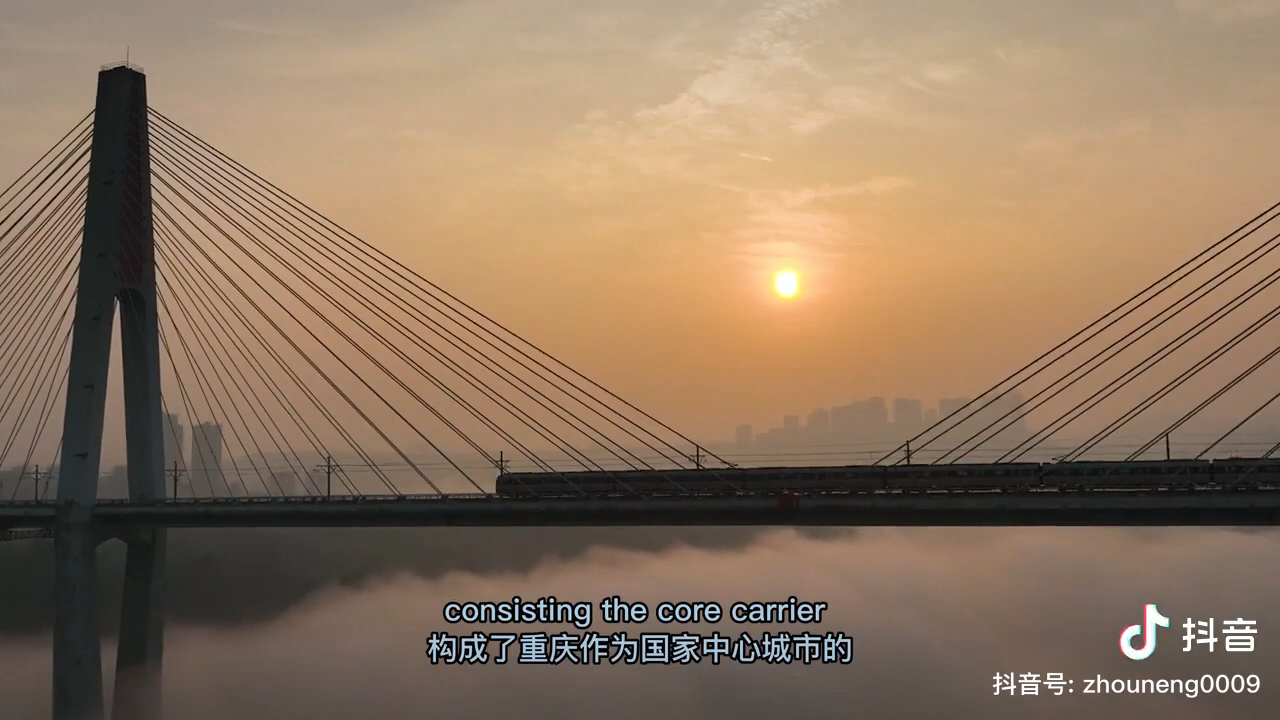 consisting the core carrier
构成了重庆作为国家中心城市的
抖音
抖音号: zhouneng0009